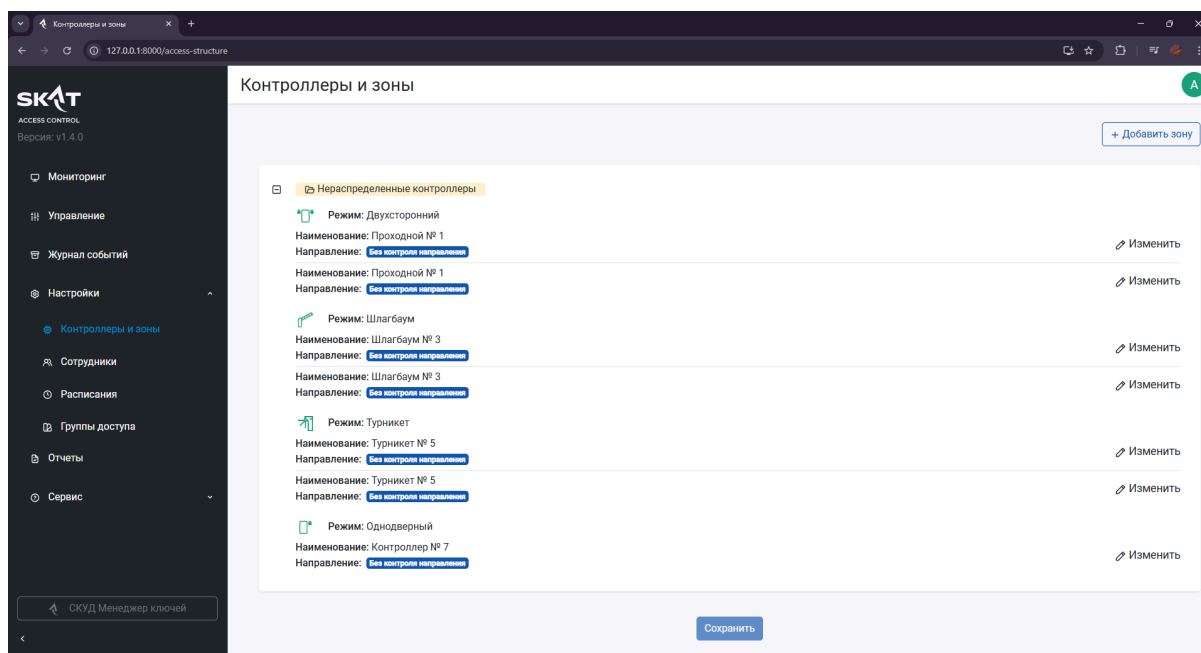 Контроллеры и зоны
127.0.0.1:8000/access-structure
SKAT
ACCESS CONTROL
Версия: v1.4.0
Мониторинг
Управление
Журнал событий
Настройки
Контроллеры и зоны
Сотрудники
Расписания
Группы доступа
Отчеты
Сервис
СКУД Менеджер ключей
Контроллеры и зоны
А
+ Добавить зону
Нераспределенные контроллеры
Режим: Двухсторонний
Наименование: Проходной № 1
Направление: Без контроля направления
Изменить
Наименование: Проходной № 1
Направление: Без контроля направления
Изменить
Режим: Шлагбаум
Наименование: Шлагбаум № 3
Направление: Без контроля направления
Изменить
Наименование: Шлагбаум № 3
Направление: Без контроля направления
Изменить
Режим: Турникет
Наименование: Турникет № 5
Направление: Без контроля направления
Изменить
Наименование: Турникет № 5
Направление: Без контроля направления
Изменить
Режим: Однодверный
Наименование: Контроллер № 7
Направление: Без контроля направления
Изменить
Сохранить